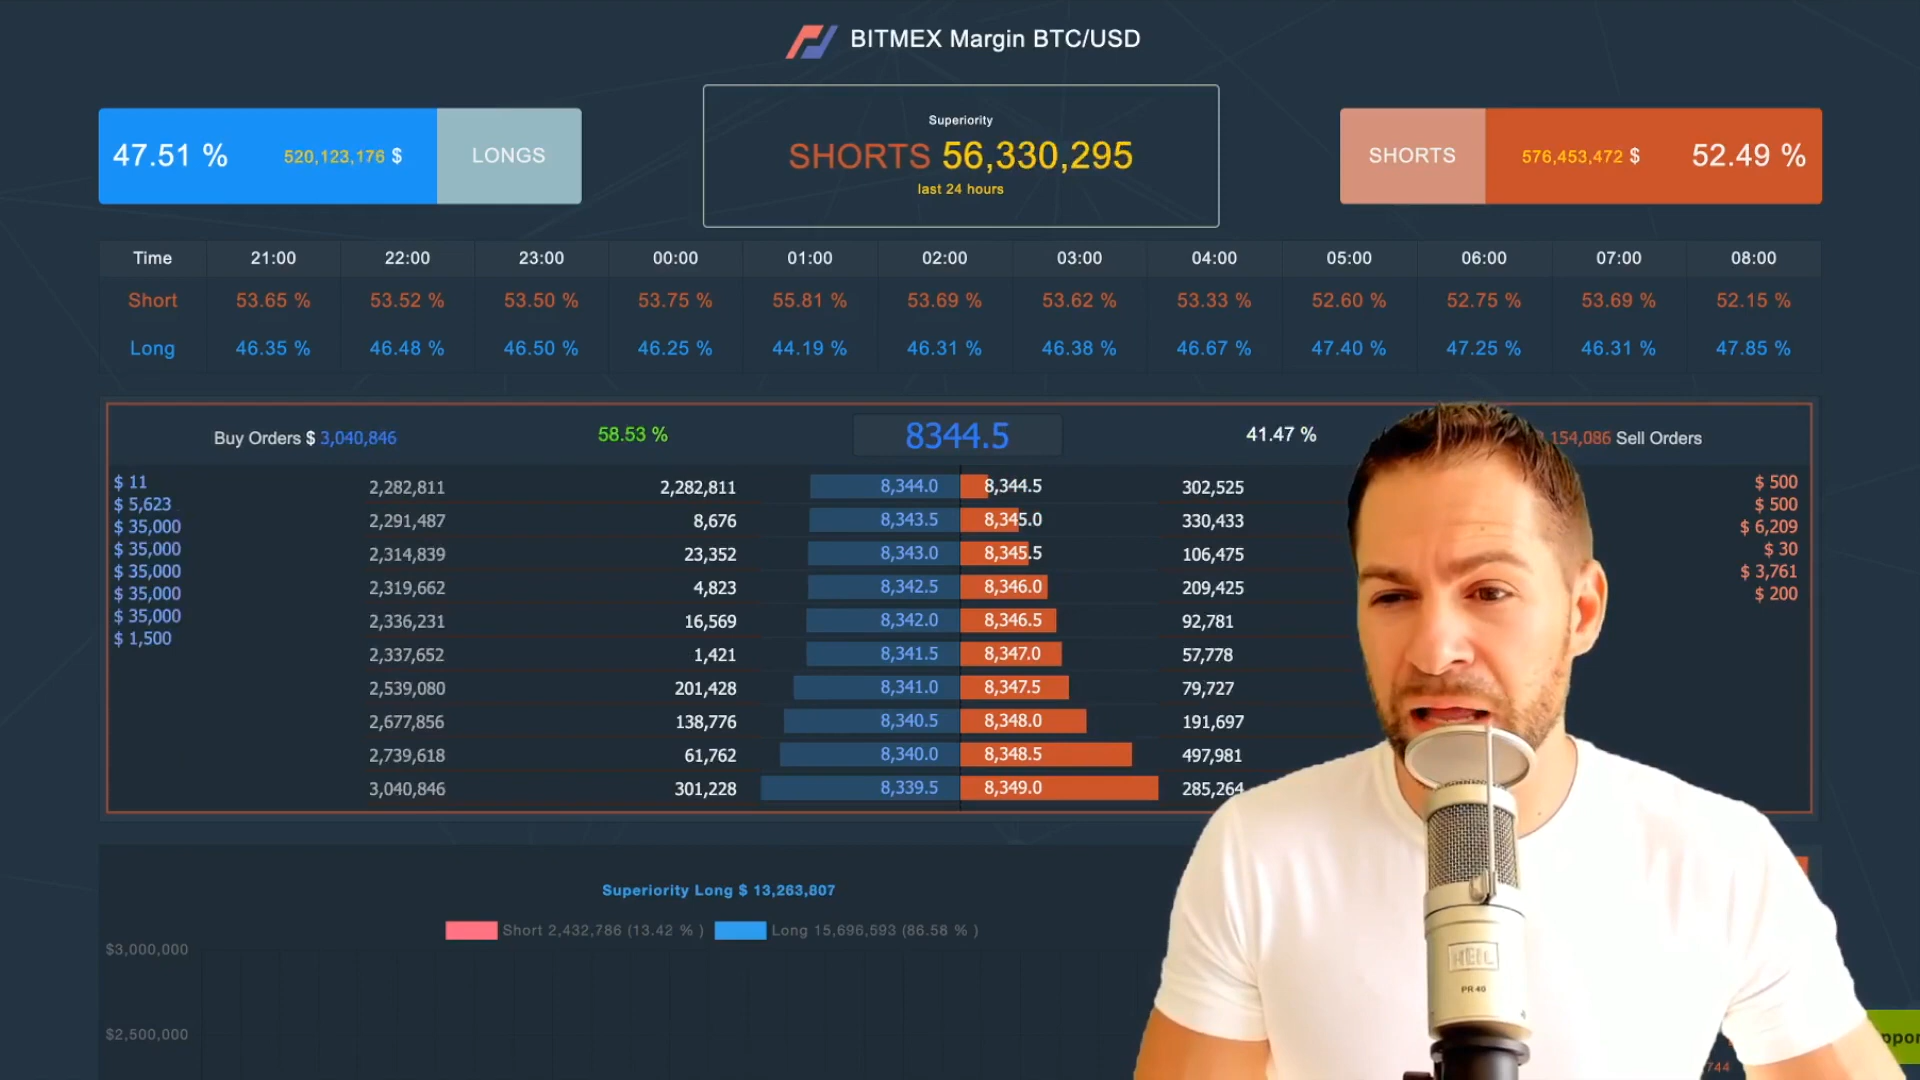 BITMEX Margin BTC/USD
47.51 % 520,123,176 $ LONGS
Superiority
SHORTS 56,330,295
last 24 hours
SHORTS 576,453,472 $ 52.49 %
Time 21:00 22:00 23:00 00:00 01:00 02:00 03:00 04:00 05:00 06:00 07:00 08:00
Short 53.65 % 53.52 % 53.50 % 53.75 % 55.81 % 53.69 % 53.62 % 53.33 % 52.60 % 52.75 % 53.69 % 52.15 %
Long 46.35 % 46.48 % 46.50 % 46.25 % 44.19 % 46.31 % 46.38 % 46.67 % 47.40 % 47.25 % 46.31 % 47.85 %
Buy Orders $ 3,040,846 58.53 % 8344.5 41.47 % 154,086 Sell Orders
$ 11
$ 5,623
$ 35,000
$ 35,000
$ 35,000
$ 35,000
$ 35,000
$ 1,500
2,282,811 2,282,811 8,344.0 8,344.5 302,525
2,291,487 8,676 8,343.5 8,345.0 330,433
2,314,839 23,352 8,343.0 8,345.5 106,475
2,319,662 4,823 8,342.5 8,346.0 209,425
2,336,231 16,569 8,342.0 8,346.5 92,781
2,337,652 1,421 8,341.5 8,347.0 57,778
2,539,080 201,428 8,341.0 8,347.5 79,727
2,677,856 138,776 8,340.5 8,348.0 191,697
2,739,618 61,762 8,340.0 8,348.5 497,981
3,040,846 301,228 8,339.5 8,349.0 285,264
$ 500
$ 500
$ 6,209
$ 30
$ 3,761
$ 200
Superiority Long $ 13,263,807
Short 2,432,786 (13.42 % ) Long 15,696,593 (86.58 % )
$3,000,000
$2,500,000
HEIL
PR 40
744